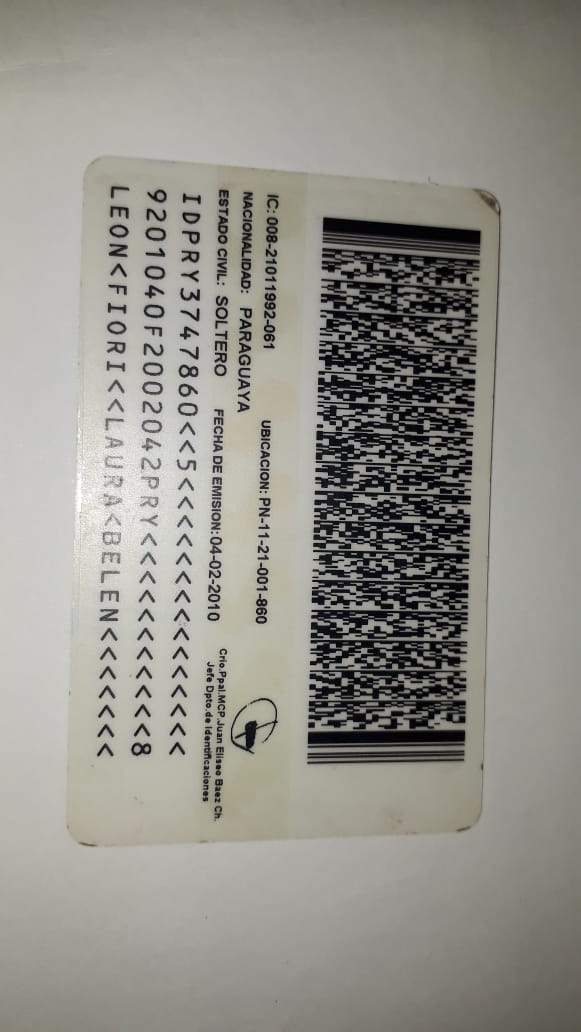 IC: 008-21011992-061
UBICACION: PN-11-21-001-860
NACIONALIDAD: PARAGUAYA
ESTADO CIVIL: SOLTERO
FECHA DE EMISION: 04-02-2010
Crio.Ppal.MCP.Juan Eliseo Baez Ch.
Jefe Dpto.de Identificaciones
IDPRY3747860<<5<<<<<<<<<<<<<<<
9201040F2002042PRY<<<<<<<<<<<8
LEON<FIORI<<LAURA<BELEN<<<<<<<